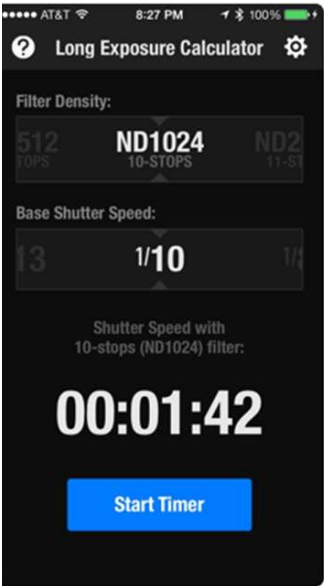 AT&T 8:27 PM 100%
? Long Exposure Calculator
Filter Density:
512 ND1024 ND2
TOPS 10-STOPS 11-ST
Base Shutter Speed:
13 1/10 1/
Shutter Speed with
10-stops (ND1024) filter:
00:01:42
Start Timer